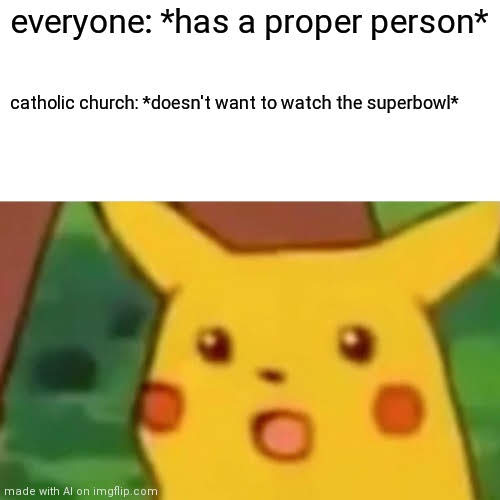 everyone: *has a proper person*
catholic church: *doesn't want to watch the superbowl*
made with AI on imgflip.com